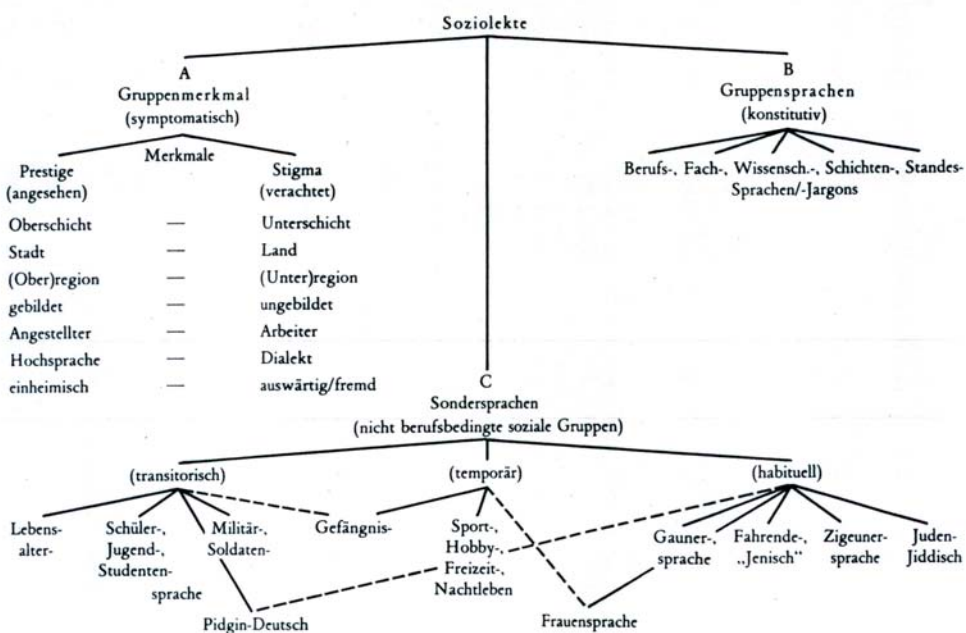 Soziolekte
A
Gruppenmerkmal
(symptomatisch)
B
Gruppensprachen
(konstitutiv)
Merkmale
Prestige
(angesehen)
Stigma
(verachtet)
Berufs-, Fach-, Wissensch.-, Schichten-, Standes-
Sprachen/-Jargons
Oberschicht — Unterschicht
Stadt — Land
(Ober)region — (Unter)region
gebildet — ungebildet
Angestellter — Arbeiter
Hochsprache — Dialekt
einheimisch — auswärtig/fremd
C
Sondersprachen
(nicht berufsbedingte soziale Gruppen)
(transitorisch) (temporär) (habituell)
Lebens-
alter-
Schüler-,
Jugend-,
Studenten-
sprache
Militär-,
Soldaten-
Gefängnis-
Sport-,
Hobby-,
Freizeit-,
Nachtleben
Gauner-,
sprache
Fahrende-,
„Jenisch"
Zigeuner-
sprache
Juden-
Jiddisch
Pidgin-Deutsch
Frauensprache